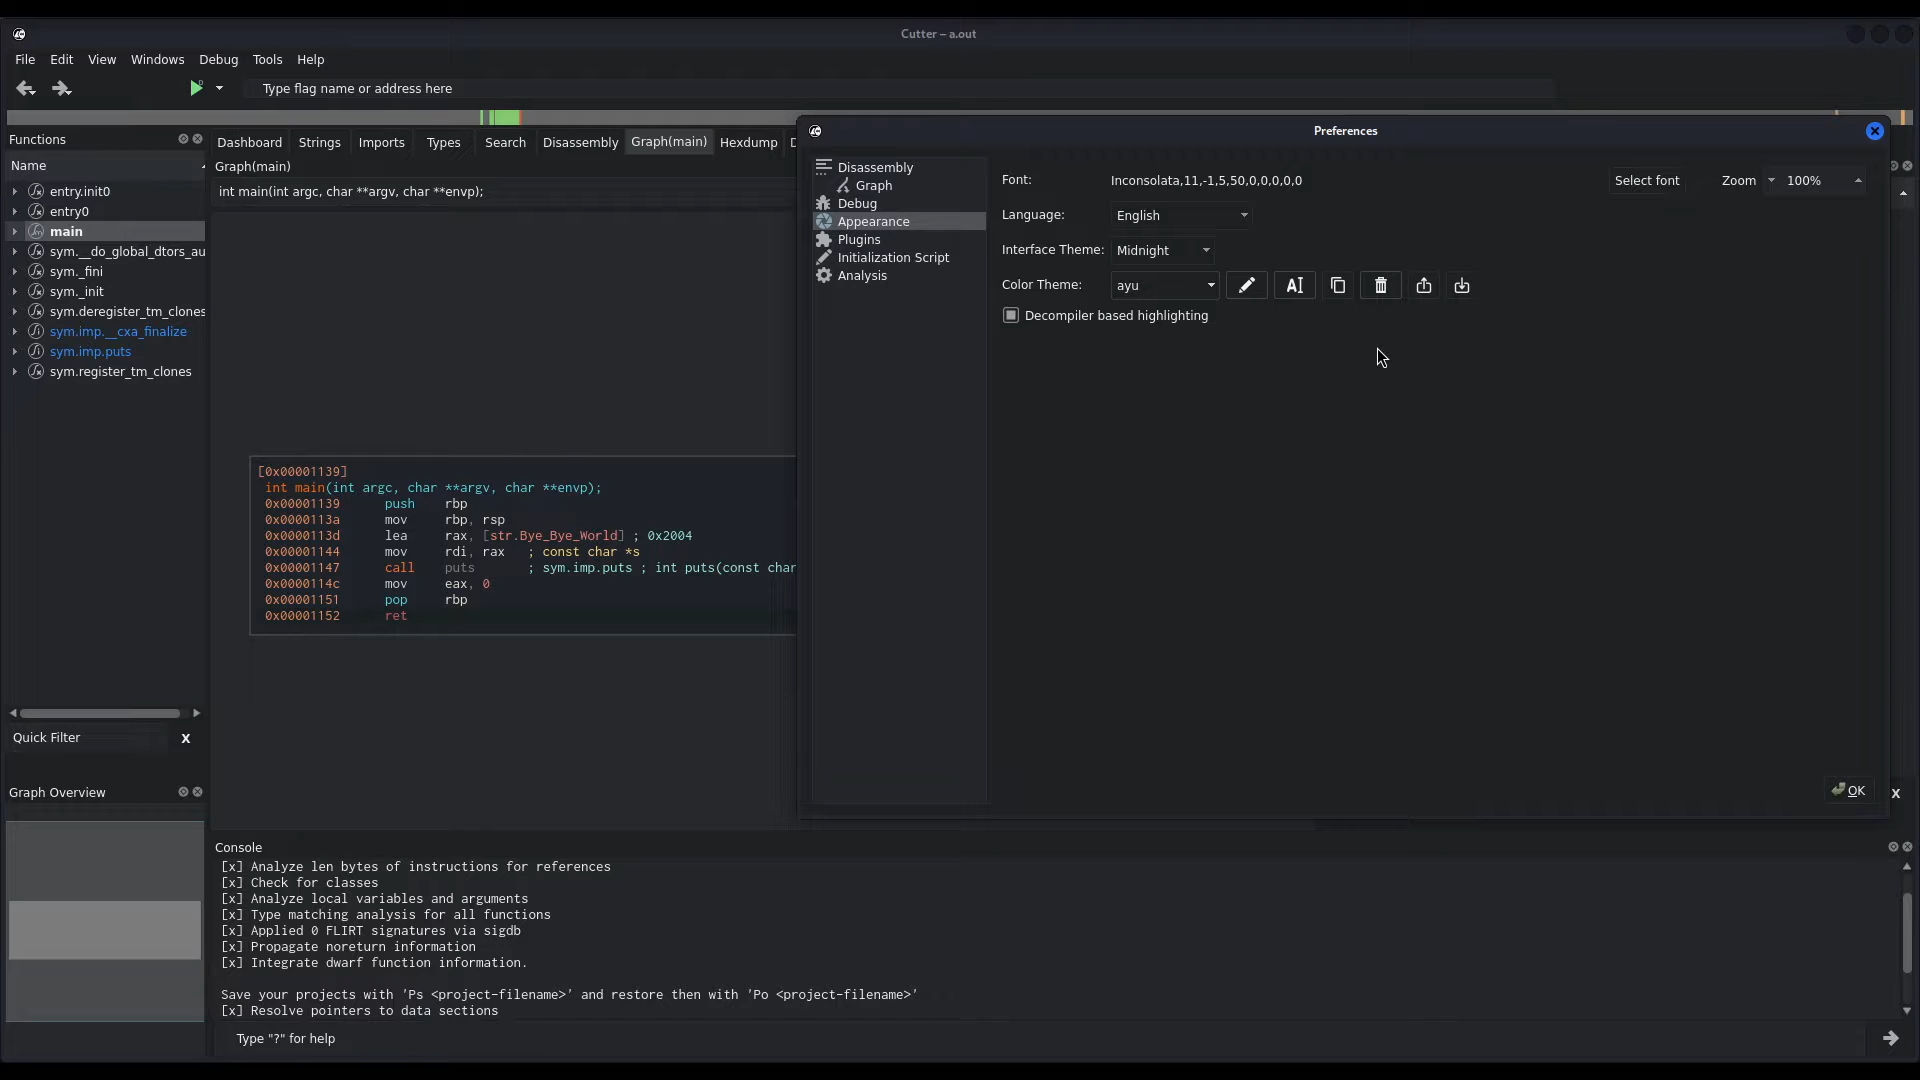 Cutter – a.out
File Edit View Windows Debug Tools Help
Type flag name or address here
Functions
Name
entry.init0
entry0
main
sym.__do_global_dtors_au
sym._fini
sym._init
sym.deregister_tm_clones
sym.imp.__cxa_finalize
sym.imp.puts
sym.register_tm_clones
Quick Filter X
Graph Overview
Dashboard Strings Imports Types Search Disassembly Graph(main) Hexdump
Graph(main)
int main(int argc, char **argv, char **envp);
[0x00001139]
int main(int argc, char **argv, char **envp);
0x00001139 push rbp
0x0000113a mov rbp, rsp
0x0000113d lea rax, [str.Bye_Bye_World] ; 0x2004
0x00001144 mov rdi, rax ; const char *s
0x00001147 call puts ; sym.imp.puts ; int puts(const char
0x0000114c mov eax, 0
0x00001151 pop rbp
0x00001152 ret
Preferences
Disassembly
Graph
Debug
Appearance
Plugins
Initialization Script
Analysis
Font: Inconsolata,11,-1,5,50,0,0,0,0,0 Select font Zoom 100%
Language: English
Interface Theme: Midnight
Color Theme: ayu
Decompiler based highlighting
OK
X
Console
[x] Analyze len bytes of instructions for references
[x] Check for classes
[x] Analyze local variables and arguments
[x] Type matching analysis for all functions
[x] Applied 0 FLIRT signatures via sigdb
[x] Propagate noreturn information
[x] Integrate dwarf function information.
Save your projects with 'Ps <project-filename>' and restore then with 'Po <project-filename>'
[x] Resolve pointers to data sections
Type "?" for help